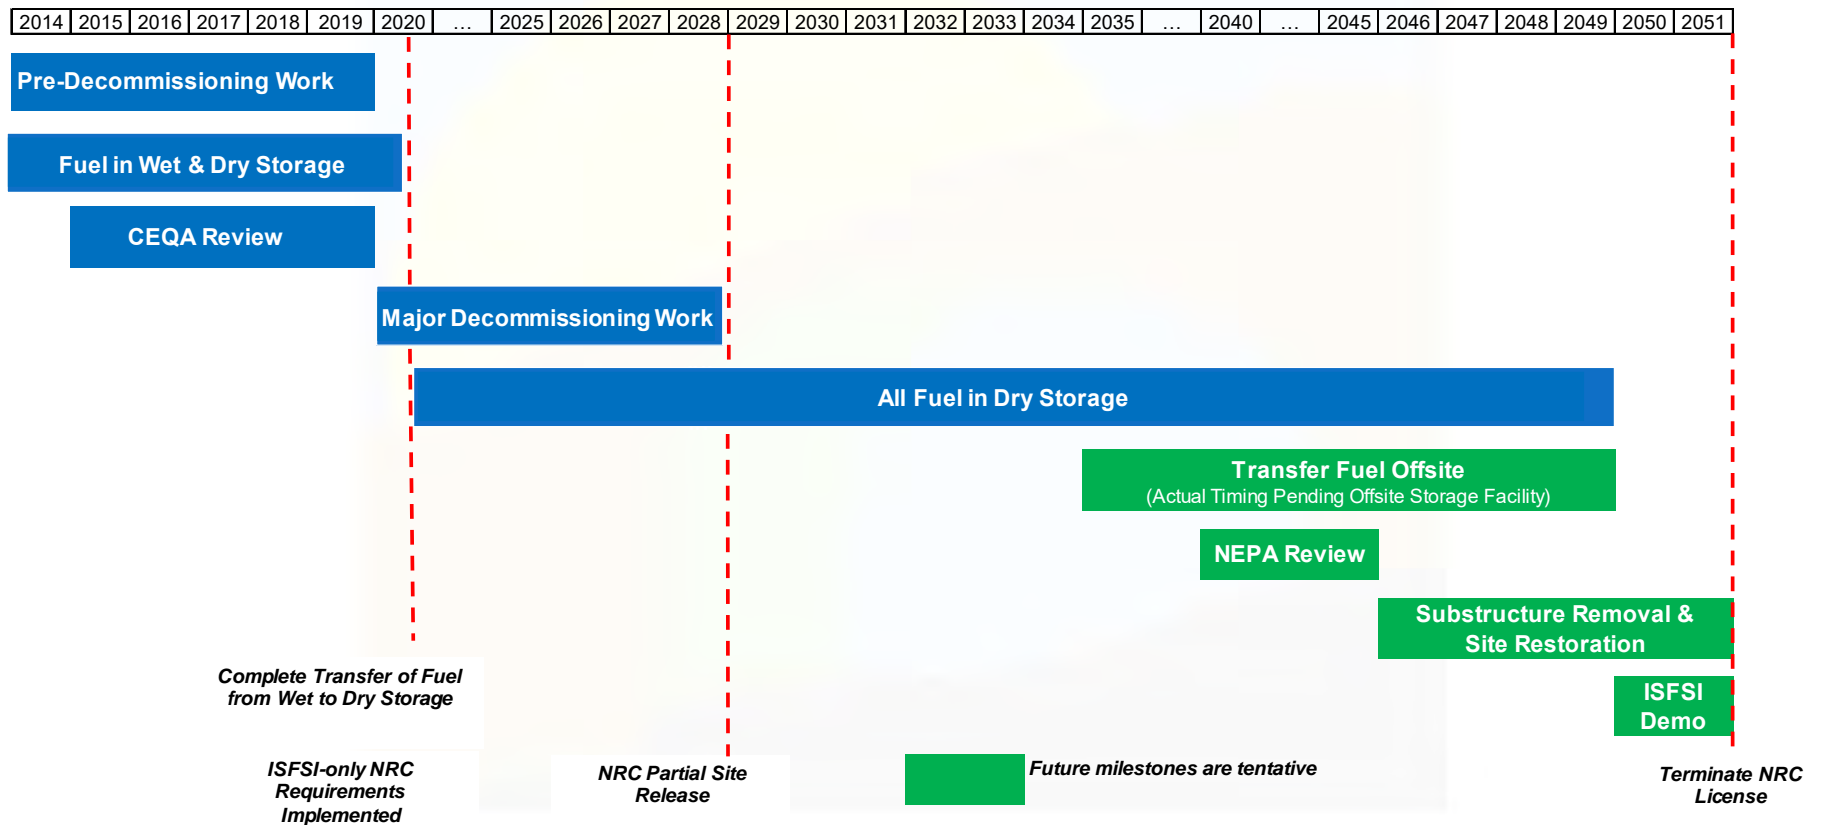 2014 2015 2016 2017 2018 2019 2020 … 2025 2026 2027 2028 2029 2030 2031 2032 2033 2034 2035 … 2040 … 2045 2046 2047 2048 2049 2050 2051
Pre-Decommissioning Work
Fuel in Wet & Dry Storage
CEQA Review
Major Decommissioning Work
All Fuel in Dry Storage
Transfer Fuel Offsite
(Actual Timing Pending Offsite Storage Facility)
NEPA Review
Substructure Removal &
Site Restoration
ISFSI
Demo
Complete Transfer of Fuel
from Wet to Dry Storage
ISFSI-only NRC
Requirements
Implemented
NRC Partial Site
Release
Future milestones are tentative
Terminate NRC
License